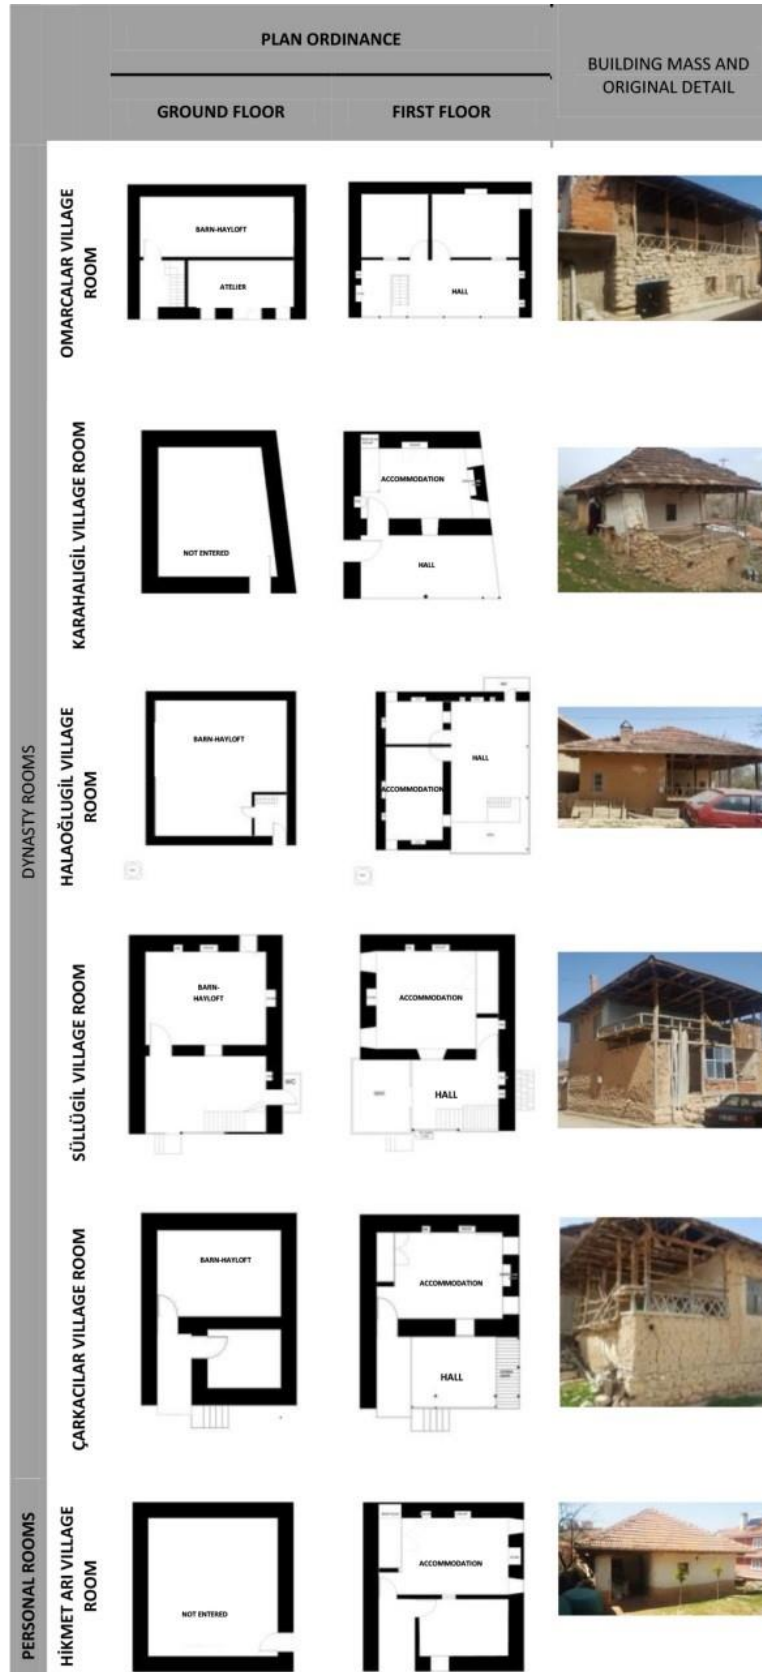 PLAN ORDINANCE
BUILDING MASS AND
ORIGINAL DETAIL
GROUND FLOOR
FIRST FLOOR
DYNASTY ROOMS
OMARCALAR VILLAGE
ROOM
BARN-HAYLOFT
ATELIER
HALL
KARAHALIGİL VILLAGE ROOM
NOT ENTERED
ACCOMMODATION
HALL
HALAOĞLUGİL VILLAGE
ROOM
BARN-HAYLOFT
ACCOMMODATION
HALL
SÜLLÜGİL VILLAGE ROOM
BARN-
HAYLOFT
WC
ACCOMMODATION
HALL
ÇARKACILAR VILLAGE ROOM
BARN-HAYLOFT
ACCOMMODATION
HALL
PERSONAL ROOMS
HİKMET ARI VILLAGE
ROOM
NOT ENTERED
ACCOMMODATION